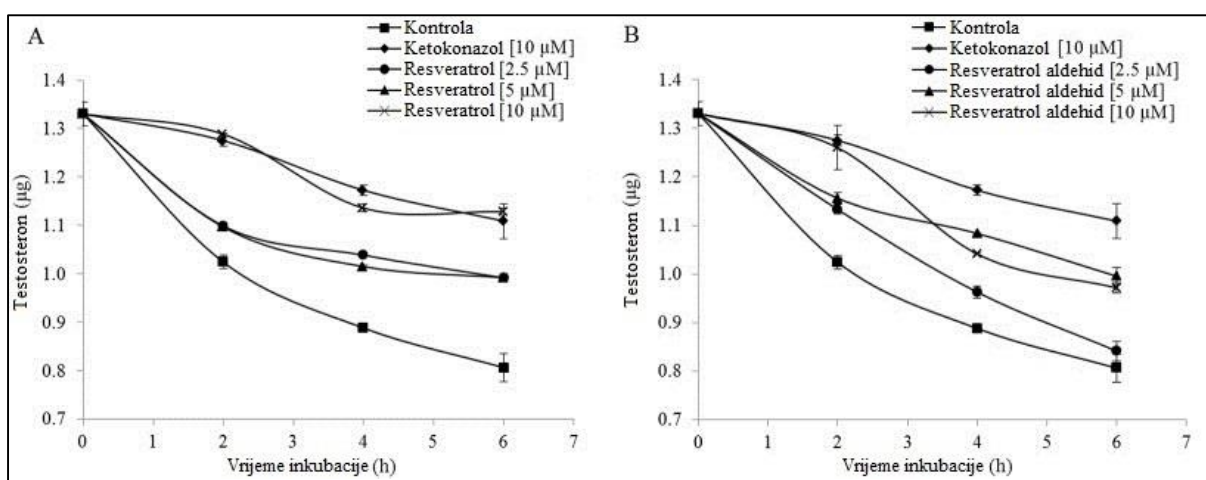 A
Kontrola
Ketokonazol [10 µM]
Resveratrol [2.5 µM]
Resveratrol [5 µM]
Resveratrol [10 µM]
1.4
1.3
1.2
1.1
1.0
0.9
0.8
0.7
Testosteron (µg)
0 1 2 3 4 5 6 7
Vrijeme inkubacije (h)
B
Kontrola
Ketokonazol [10 µM]
Resveratrol aldehid [2.5 µM]
Resveratrol aldehid [5 µM]
Resveratrol aldehid [10 µM]
1.4
1.3
1.2
1.1
1.0
0.9
0.8
0.7
Testosteron (µg)
0 1 2 3 4 5 6 7
Vrijeme inkubacije (h)